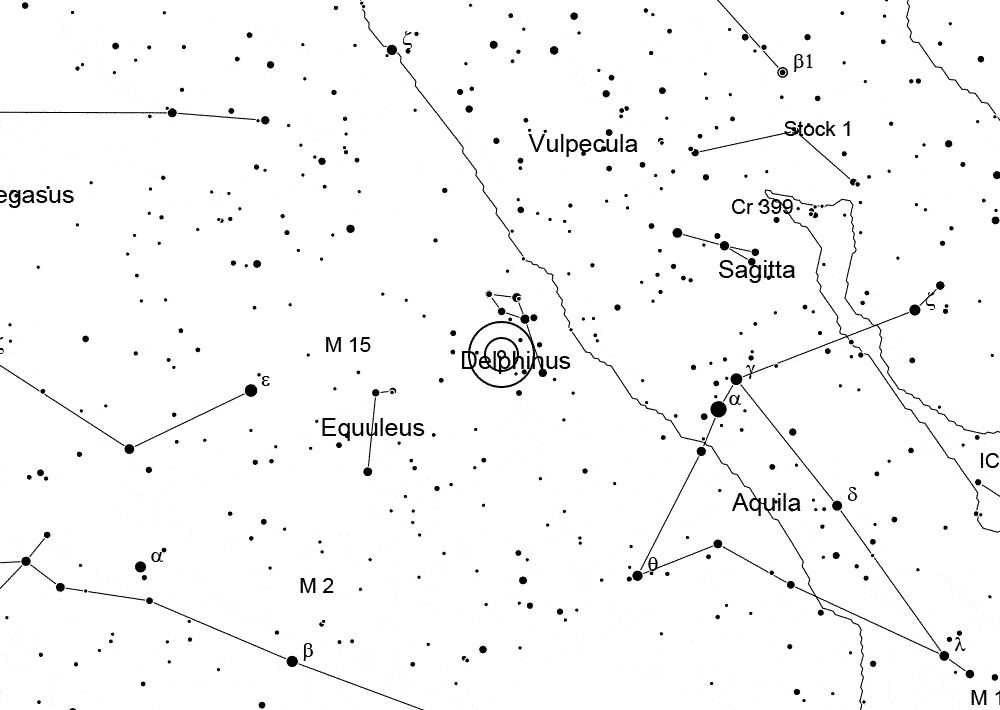 ζ
β1
Stock 1
Vulpecula
egasus
Cr 399
Sagitta
ζ
M 15
Delphinus
γ
ε
α
Equuleus
IC
δ
Aquila
α
θ
M 2
β
λ
M 1